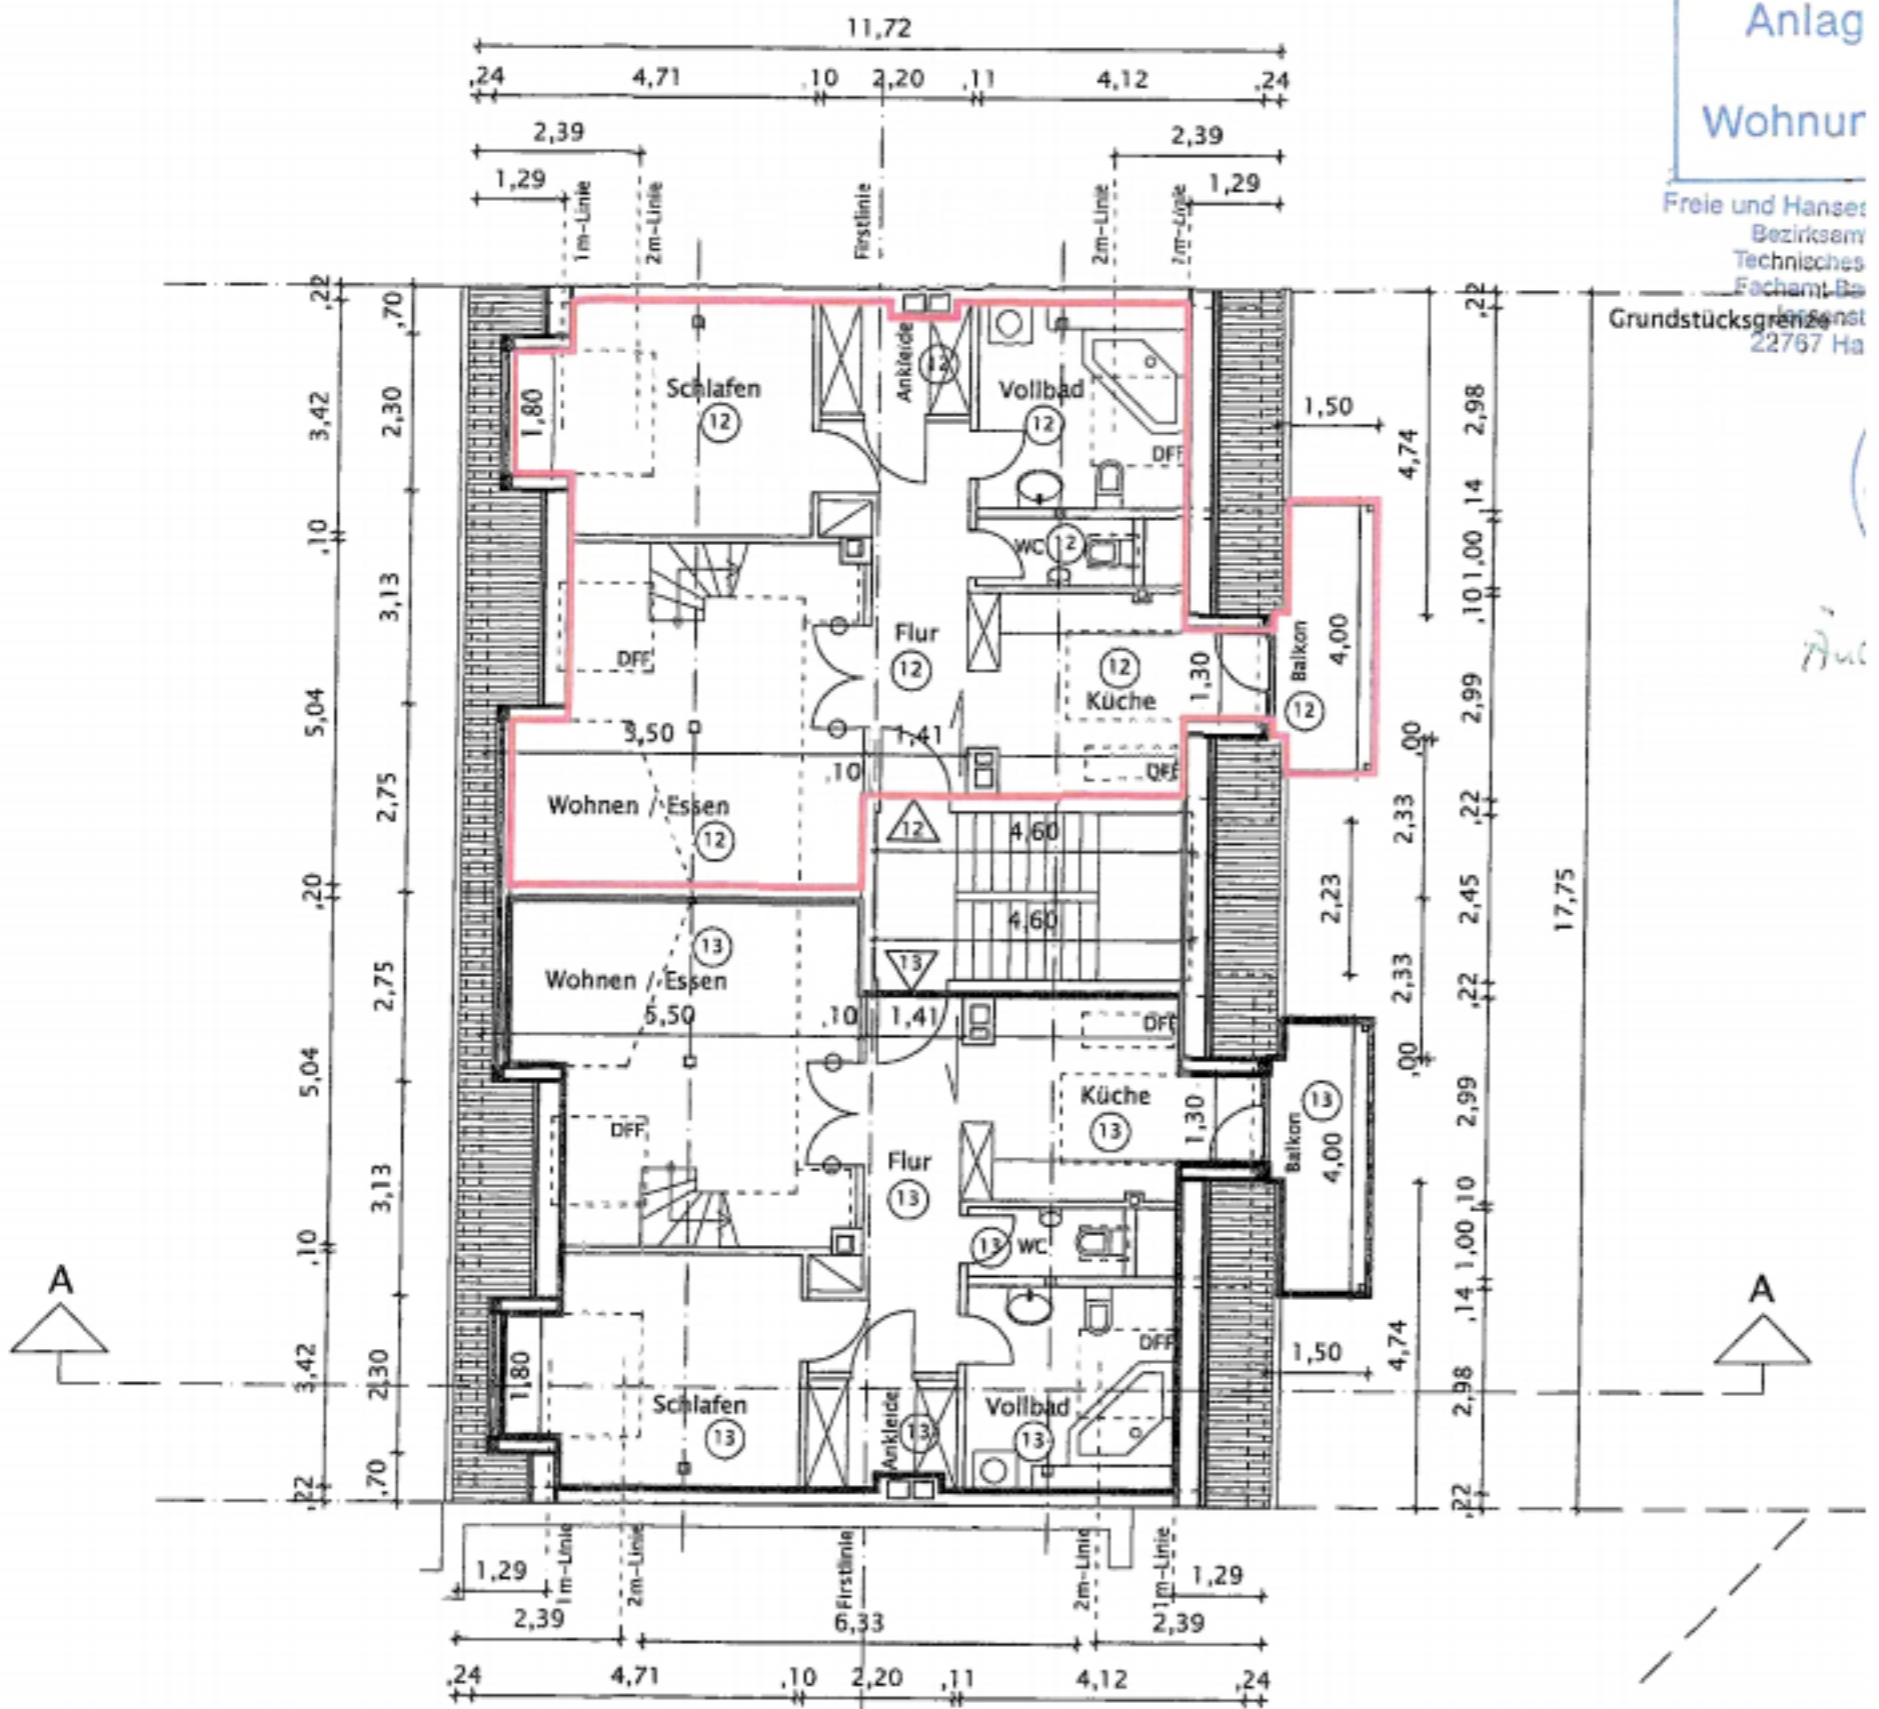 11,72
,24 4,71 ,10 2,20 ,11 4,12 ,24
2,39 2,39
1,29 1,29
1m-Linie 2m-Linie Firstlinie 2m-Linie 1m-Linie
Anlag
Wohnur
Freie und Hanses
Bezirksam
Technisches
Fachamt Ba
Grundstücksgrenze
22767 Ha
,22 ,70 ,22
3,42 2,30 1,80
Schlafen 12
Ankleide 12
Vollbad 12
DFF
1,50
2,98 4,74
,10 ,14
WC 12
1,00
,10
3,13
DFF
Flur 12
12 Küche
1,30
Balkon 12 4,00
5,04 2,99
3,50 1,41
,10
DFF
,00
2,75
Wohnen / Essen 12
12
4,60
,22
2,33
,20
2,23 2,45 17,75
4,60
13
Wohnen / Essen
13
2,75
5,50 ,10 1,41
DFF
2,33 ,22
,00
5,04
Küche 13
1,30
Balkon 13 4,00
2,99
DFF
3,13
Flur 13
,10
,10
13 WC
1,00
,14
A A
DFF
1,50 4,74
3,42 2,30 1,80
Schlafen 13
Ankleide 13
Vollbad 13
2,98
,70
,22 ,22
1m-Linie 2m-Linie Firstlinie 2m-Linie 1m-Linie
1,29 1,29
2,39 6,33 2,39
,24 4,71 ,10 2,20 ,11 4,12 ,24